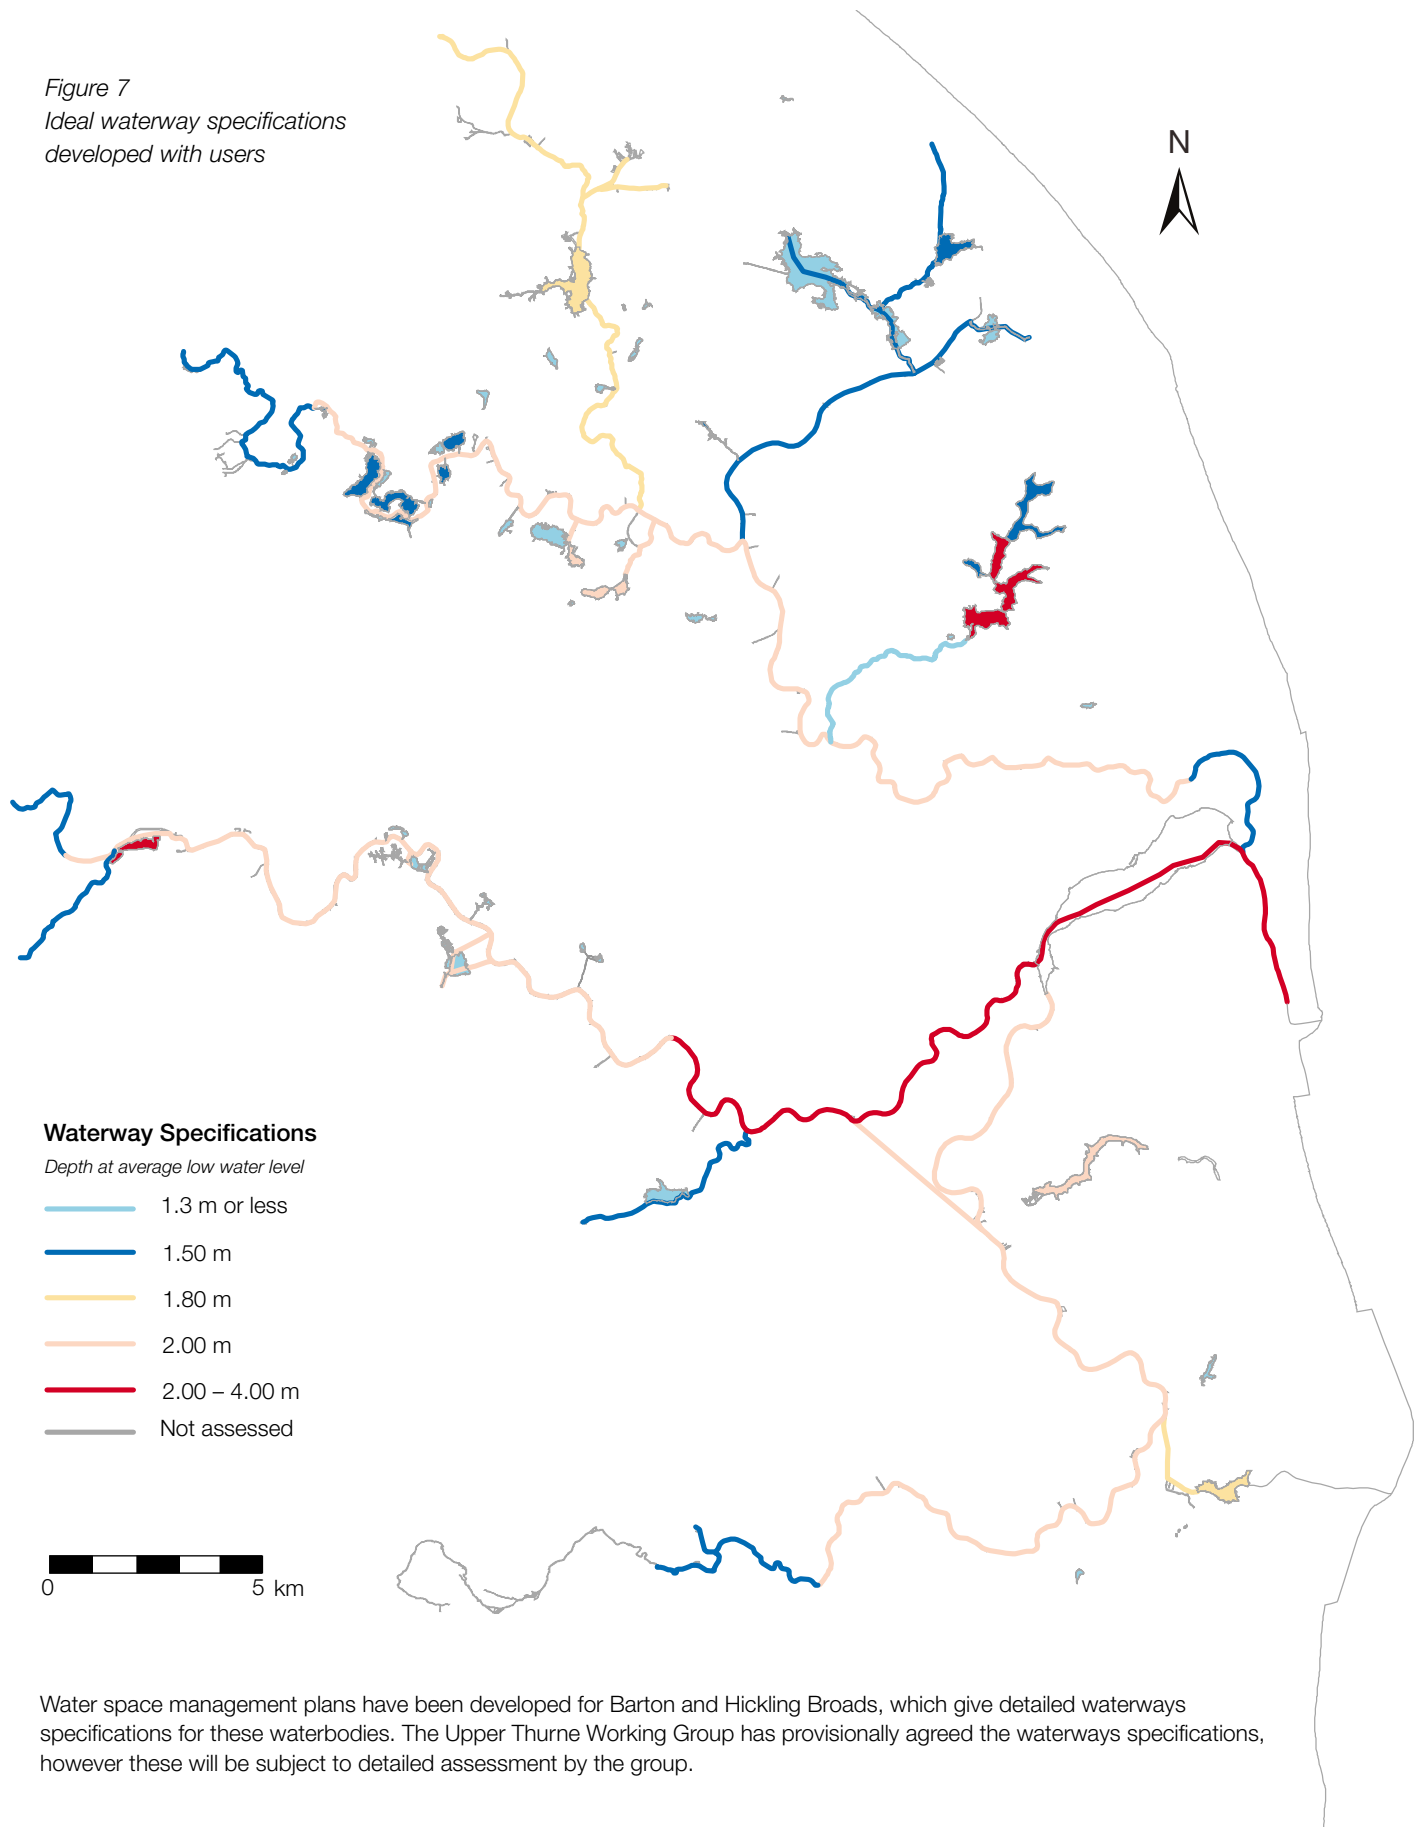 Figure 7
Ideal waterway specifications
developed with users
N
Waterway Specifications
Depth at average low water level
1.3 m or less
1.50 m
1.80 m
2.00 m
2.00 – 4.00 m
Not assessed
0 5 km
Water space management plans have been developed for Barton and Hickling Broads, which give detailed waterways
specifications for these waterbodies. The Upper Thurne Working Group has provisionally agreed the waterways specifications,
however these will be subject to detailed assessment by the group.